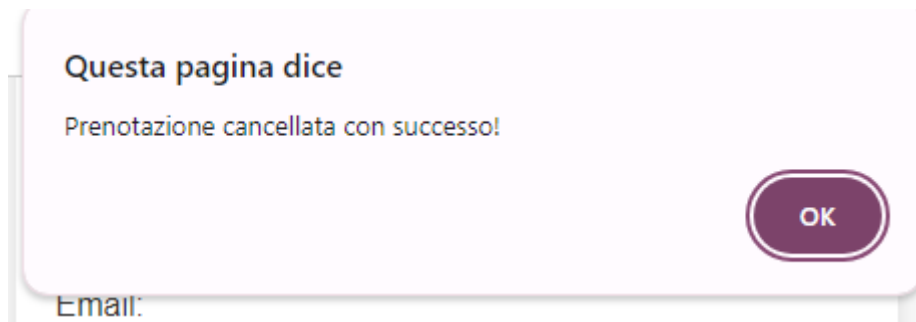 Questa pagina dice
Prenotazione cancellata con successo!
OK
Email: